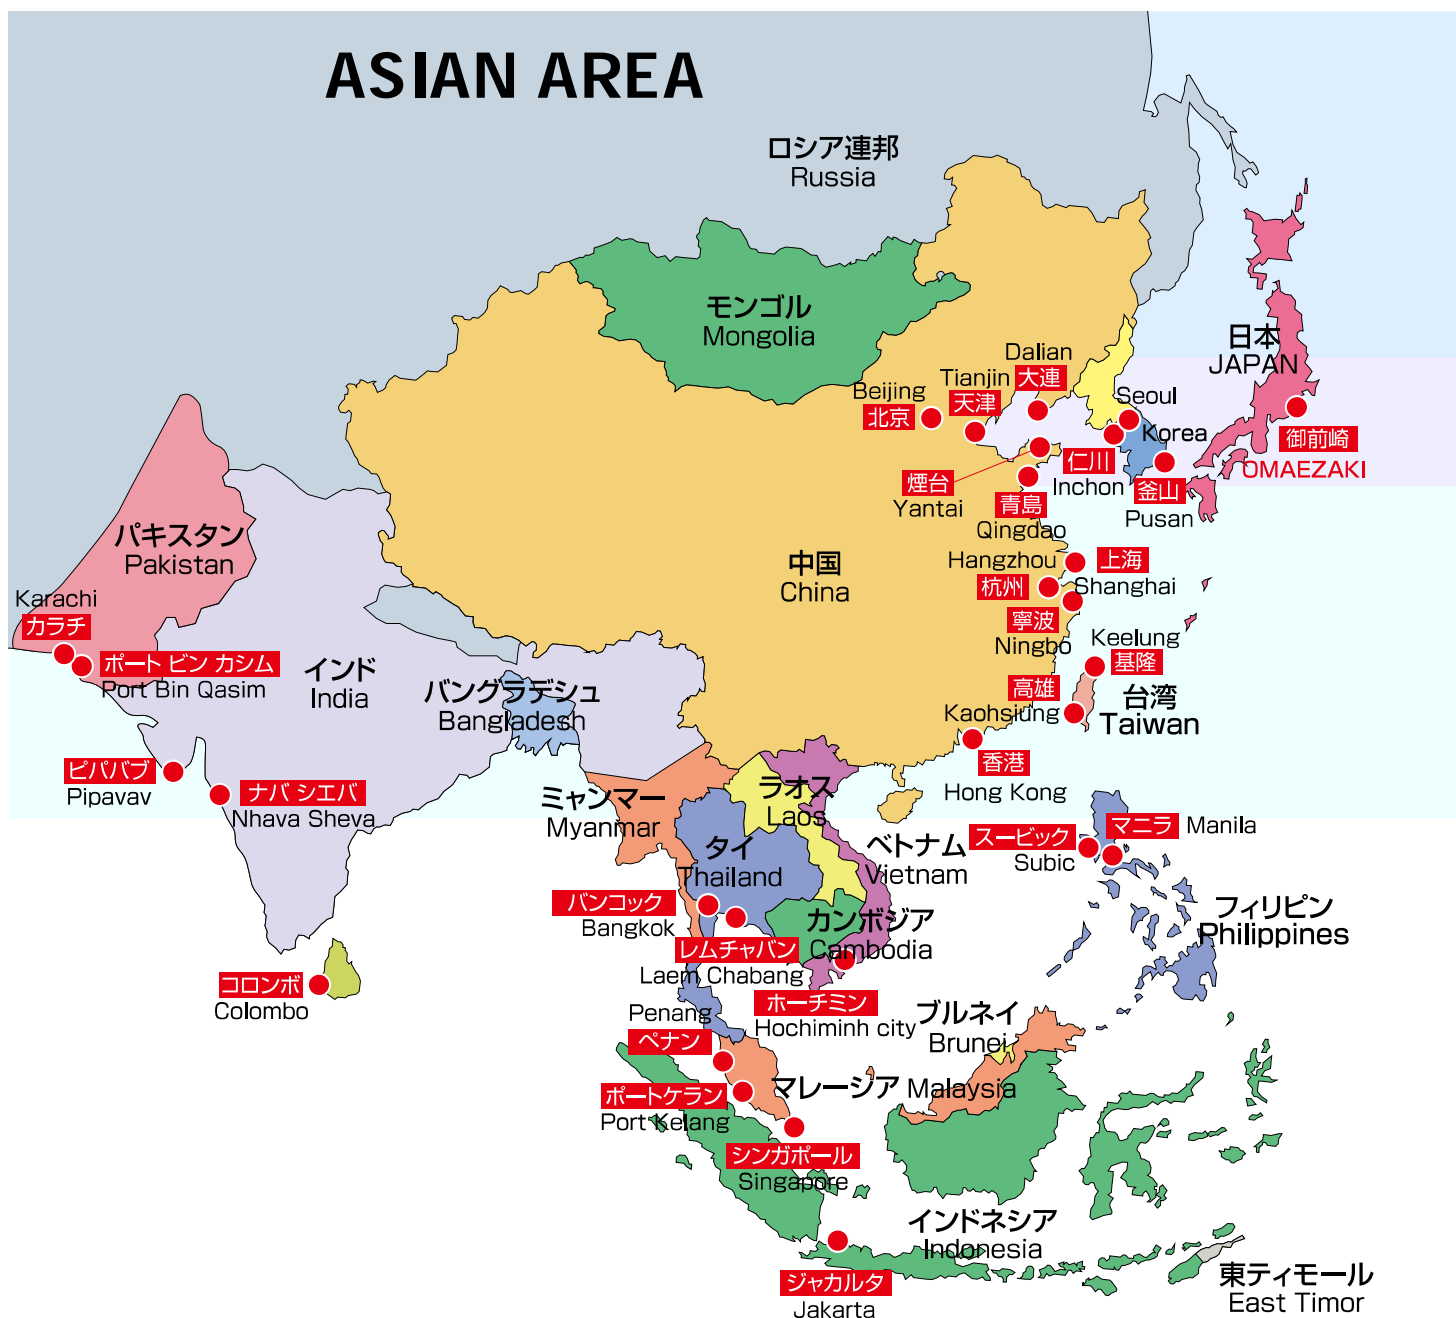 ASIAN AREA
ロシア連邦
Russia
モンゴル
Mongolia
日本
JAPAN
Dalian
大連
Tianjin
天津
Beijing
北京
Seoul
Korea
御前崎
OMAEZAKI
仁川
Inchon
釜山
Pusan
煙台
Yantai
青島
Qingdao
パキスタン
Pakistan
中国
China
Hangzhou
杭州
上海
Shanghai
寧波
Ningbo
Karachi
カラチ
ポート ビン カシム
Port Bin Qasim
インド
India
バングラデシュ
Bangladesh
Keelung
基隆
高雄
Kaohsiung
台湾
Taiwan
香港
Hong Kong
ピパバブ
Pipavav
ナバ シエバ
Nhava Sheva
ミャンマー
Myanmar
ラオス
Laos
タイ
Thailand
ベトナム
Vietnam
スービック
Subic
マニラ
Manila
バンコック
Bangkok
レムチャバン
Laem Chabang
カンボジア
Cambodia
フィリピン
Philippines
コロンボ
Colombo
ホーチミン
Hochiminh city
Penang
ペナン
ブルネイ
Brunei
マレージア Malaysia
ポートケラン
Port Kelang
シンガポール
Singapore
インドネシア
Indonesia
ジャカルタ
Jakarta
東ティモール
East Timor